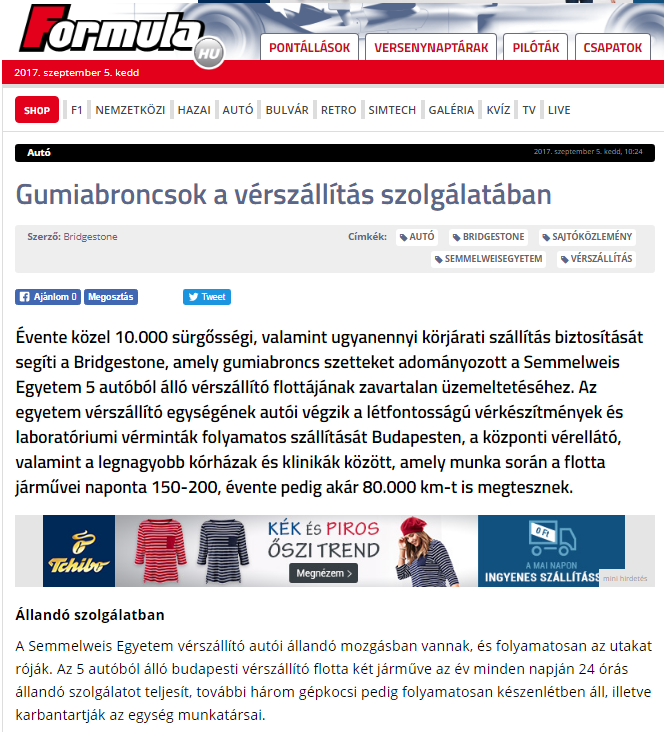 Formula
HU
PONTÁLLÁSOK VERSENYNAPTÁRAK PILÓTÁK CSAPATOK
2017. szeptember 5. kedd
SHOP F1 NEMZETKÖZI HAZAI AUTÓ BULVÁR RETRO SIMTECH GALÉRIA KVÍZ TV LIVE
Autó 2017. szeptember 5. kedd, 10:24
Gumiabroncsok a vérszállítás szolgálatában
Szerző: Bridgestone Címkék: AUTÓ BRIDGESTONE SAJTÓKÖZLEMÉNY
SEMMELWEISEGYETEM VÉRSZÁLLÍTÁS
Ajánlom 0 Megosztás Tweet
Évente közel 10.000 sürgősségi, valamint ugyanennyi körjárati szállítás biztosítását
segíti a Bridgestone, amely gumiabroncs szetteket adományozott a Semmelweis
Egyetem 5 autóból álló vérszállító flottájának zavartalan üzemeltetéséhez. Az
egyetem vérszállító egységének autói végzik a létfontosságú vérkészítmények és
laboratóriumi vérminták folyamatos szállítását Budapesten, a központi vérellátó,
valamint a legnagyobb kórházak és klinikák között, amely munka során a flotta
járművei naponta 150-200, évente pedig akár 80.000 km-t is megtesznek.
Tchibo
KÉK ÉS PIROS
ŐSZI TREND
Megnézem >
0 Ft
A MAI NAPON
INGYENES SZÁLLÍTÁSS
mini hirdetés
Állandó szolgálatban
A Semmelweis Egyetem vérszállító autói állandó mozgásban vannak, és folyamatosan az utakat
róják. Az 5 autóból álló budapesti vérszállító flotta két járműve az év minden napján 24 órás
állandó szolgálatot teljesít, további három gépkocsi pedig folyamatosan készenlétben áll, illetve
karbantartják az egység munkatársai.